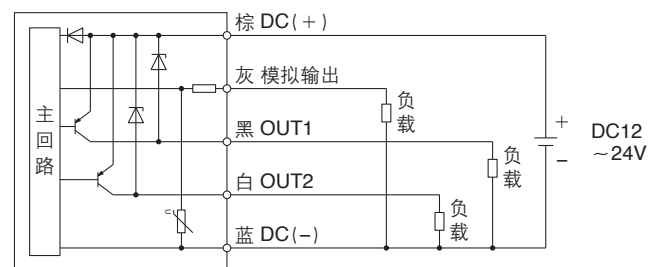 棕 DC(+)
灰 模拟输出
负载
主回路
黑 OUT1
+
DC12
~24V
−
负载
白 OUT2
负载
蓝 DC(−)